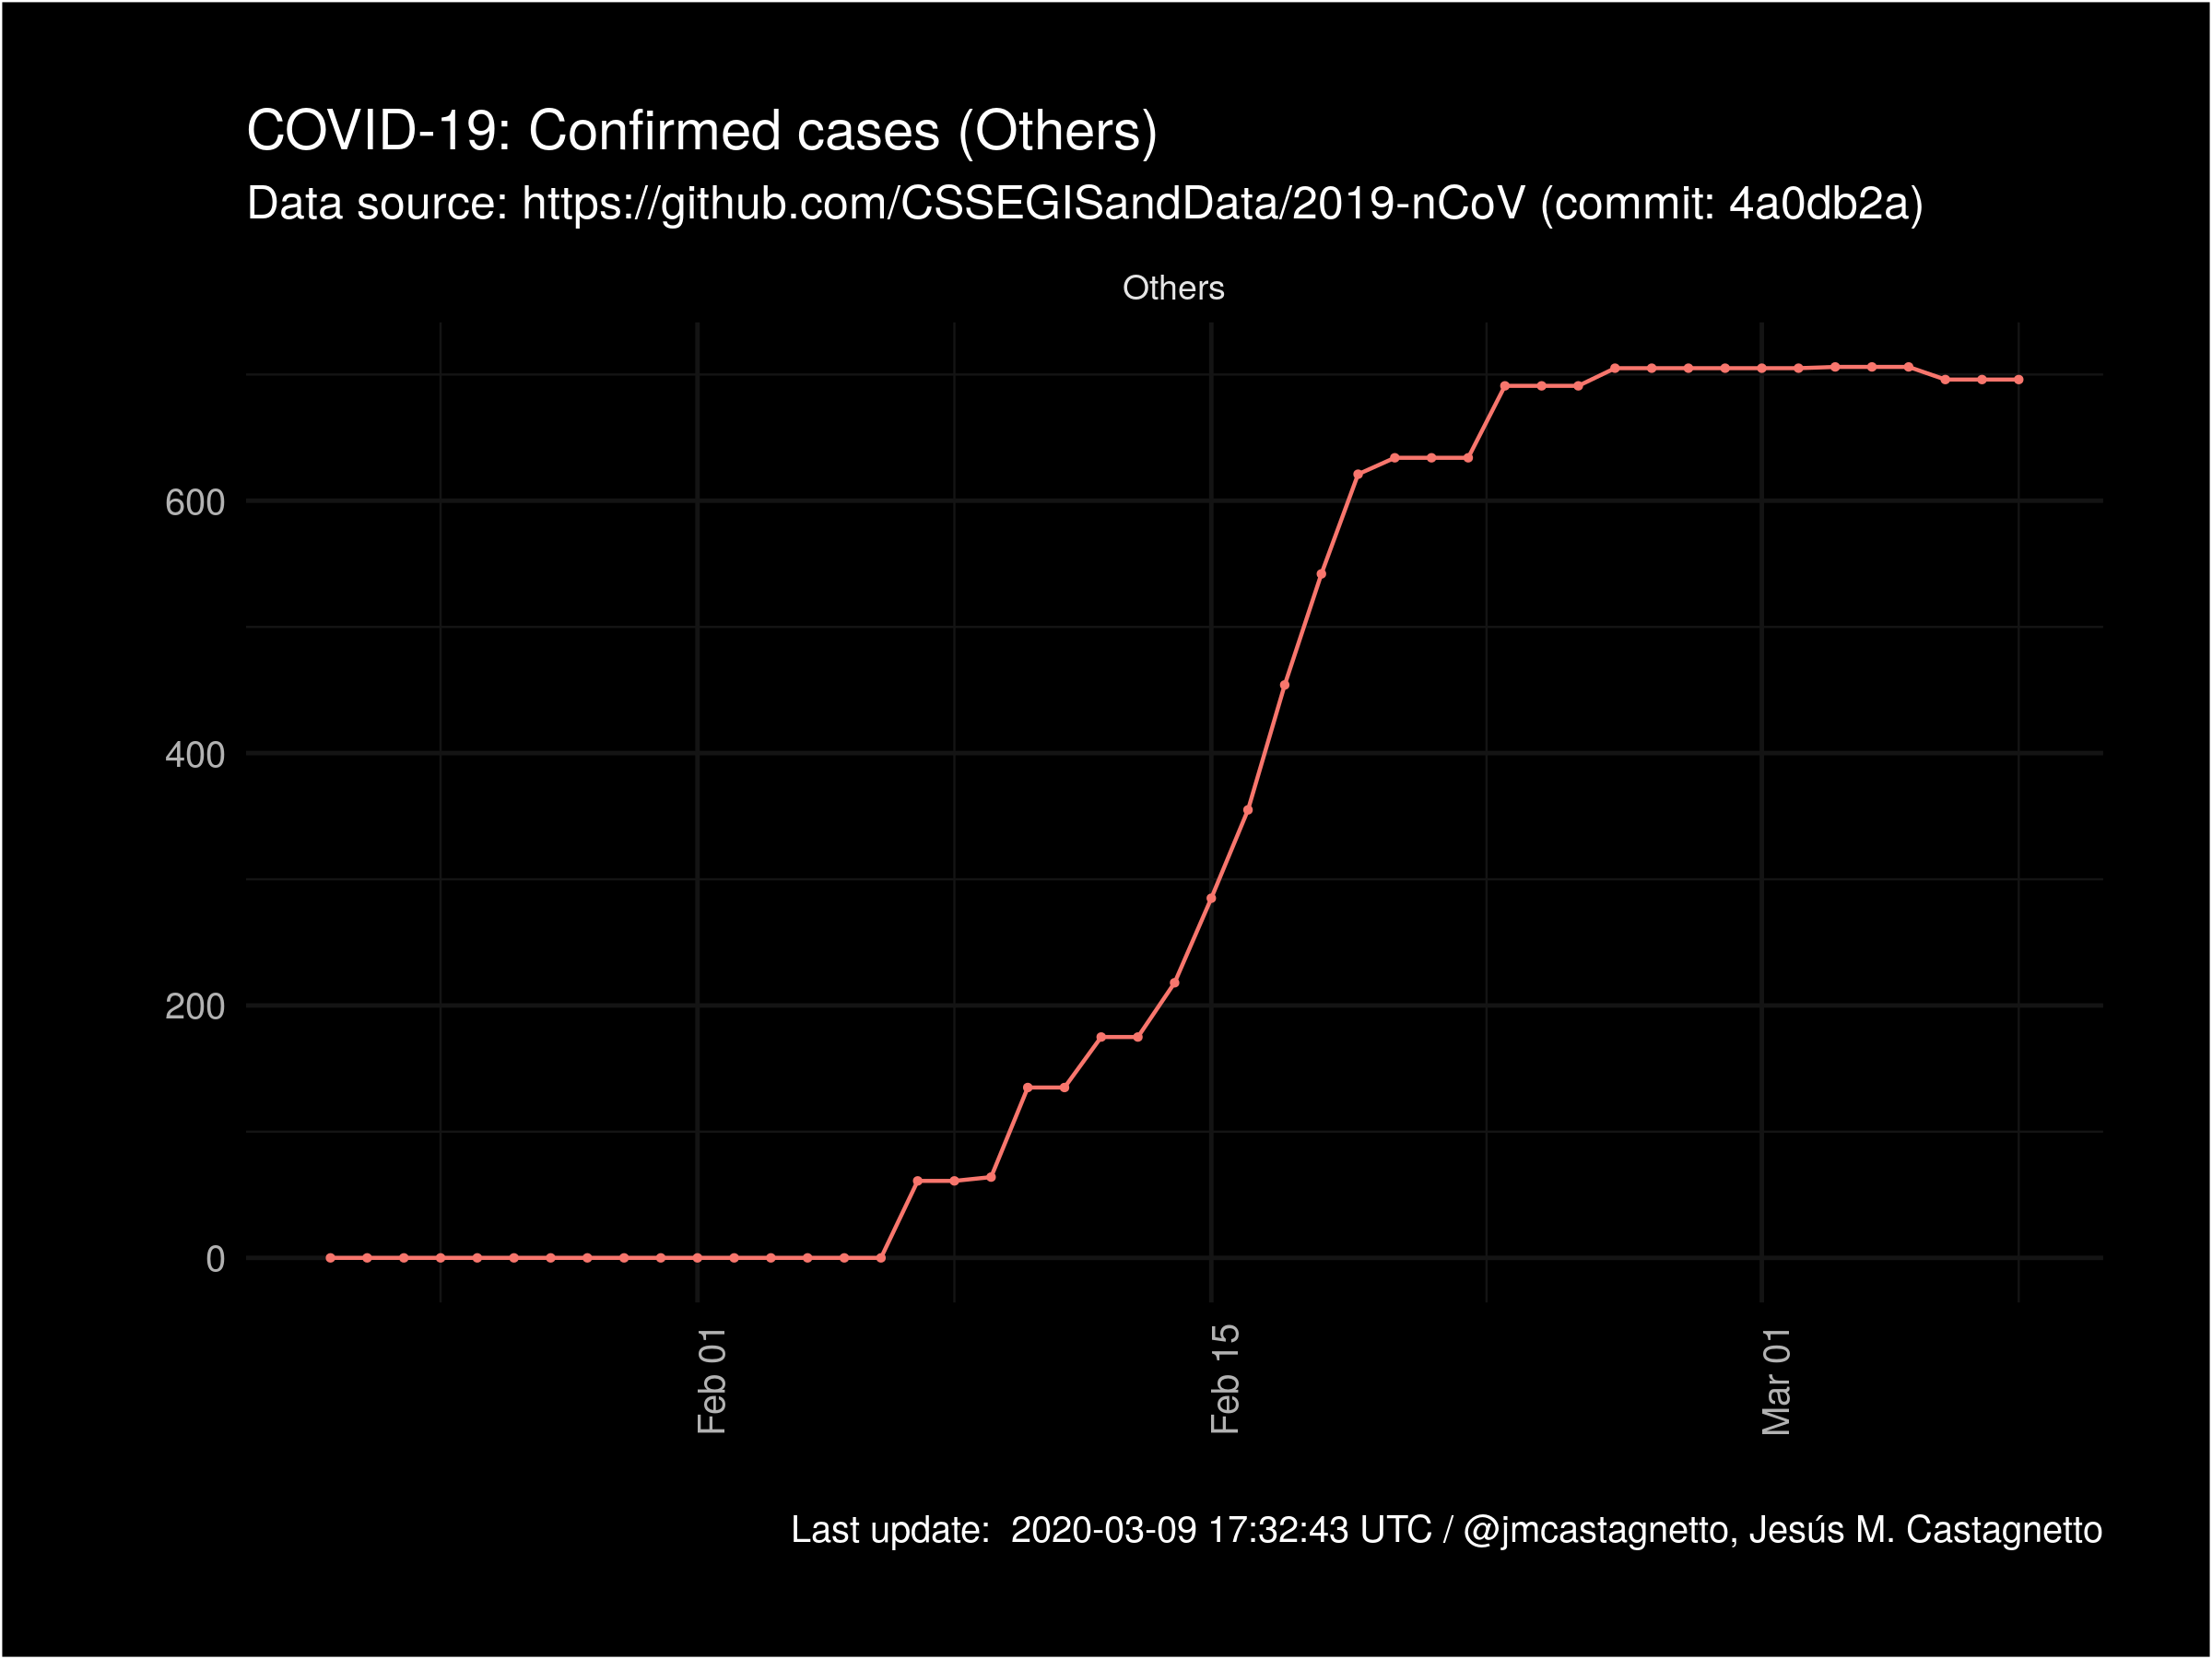 COVID-19: Confirmed cases (Others)
Data source: https://github.com/CSSEGISandData/2019-nCoV (commit: 4a0db2a)
Others
600
400
200
0
Feb 01
Feb 15
Mar 01
Last update:  2020-03-09 17:32:43 UTC / @jmcastagnetto, Jesús M. Castagnetto